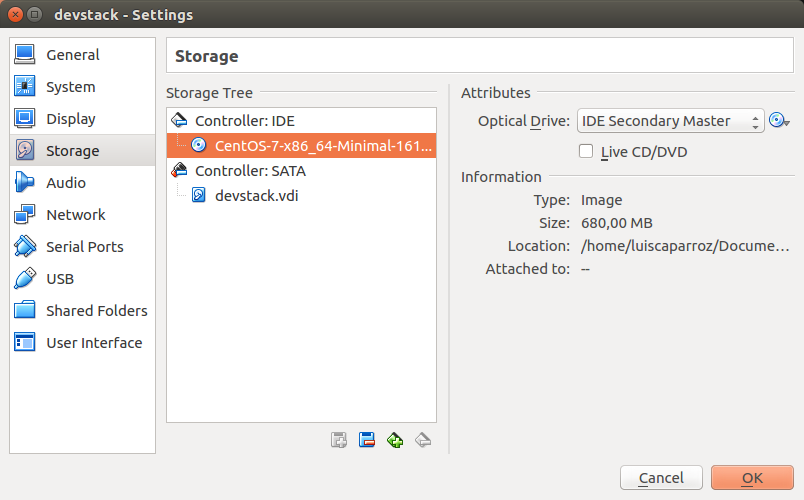 devstack - Settings
General
System
Display
Storage
Audio
Network
Serial Ports
USB
Shared Folders
User Interface
Storage
Storage Tree
Controller: IDE
CentOS-7-x86_64-Minimal-161...
Controller: SATA
devstack.vdi
Attributes
Optical Drive: IDE Secondary Master
Live CD/DVD
Information
Type: Image
Size: 680,00 MB
Location: /home/luiscaparroz/Docume...
Attached to: --
Cancel
OK